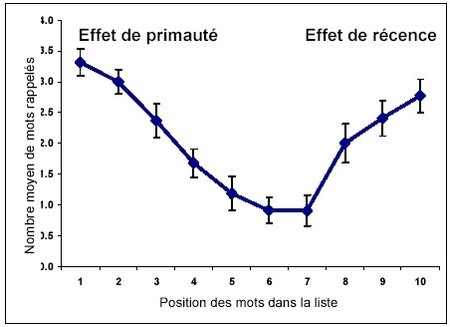 Effet de primauté
Effet de récence
Nombre moyen de mots rappelés
4.0
3.5
3.0
2.5
2.0
1.5
1.0
0.5
0.0
1 2 3 4 5 6 7 8 9 10
Position des mots dans la liste